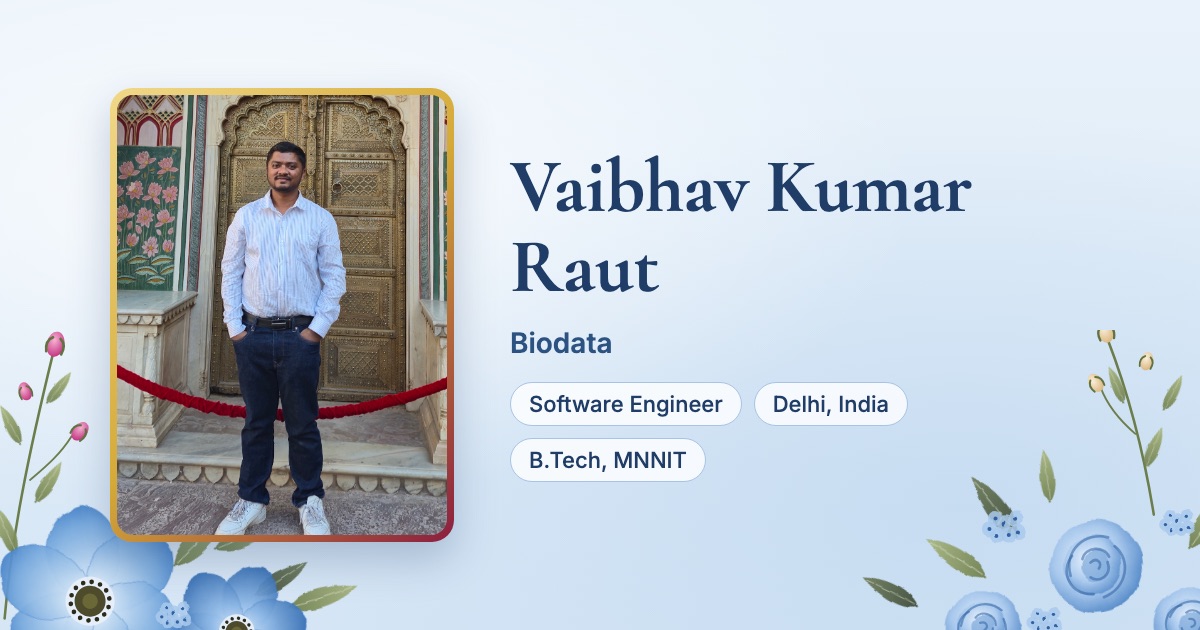 Vaibhav Kumar
Raut
Biodata
Software Engineer
Delhi, India
B.Tech, MNNIT